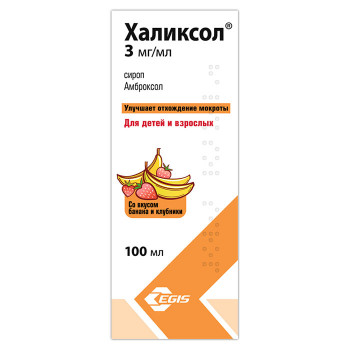 Халиксол®
3 мг/мл
сироп
Амброксол
Улучшает отхождение мокроты
Для детей и взрослых
Со вкусом
банана и клубники
100 мл
EGIS